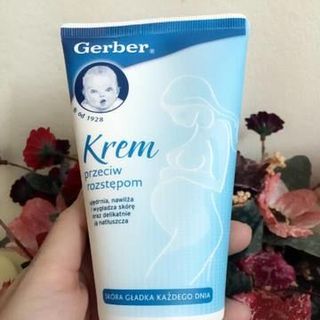 Gerber®
od 1928
Krem
przeciw
rozstępom
ujędrnia, nawilża
i wygładza skórę
oraz delikatnie
ją natłuszcza
SKÓRA GŁADKA KAŻDEGO DNIA